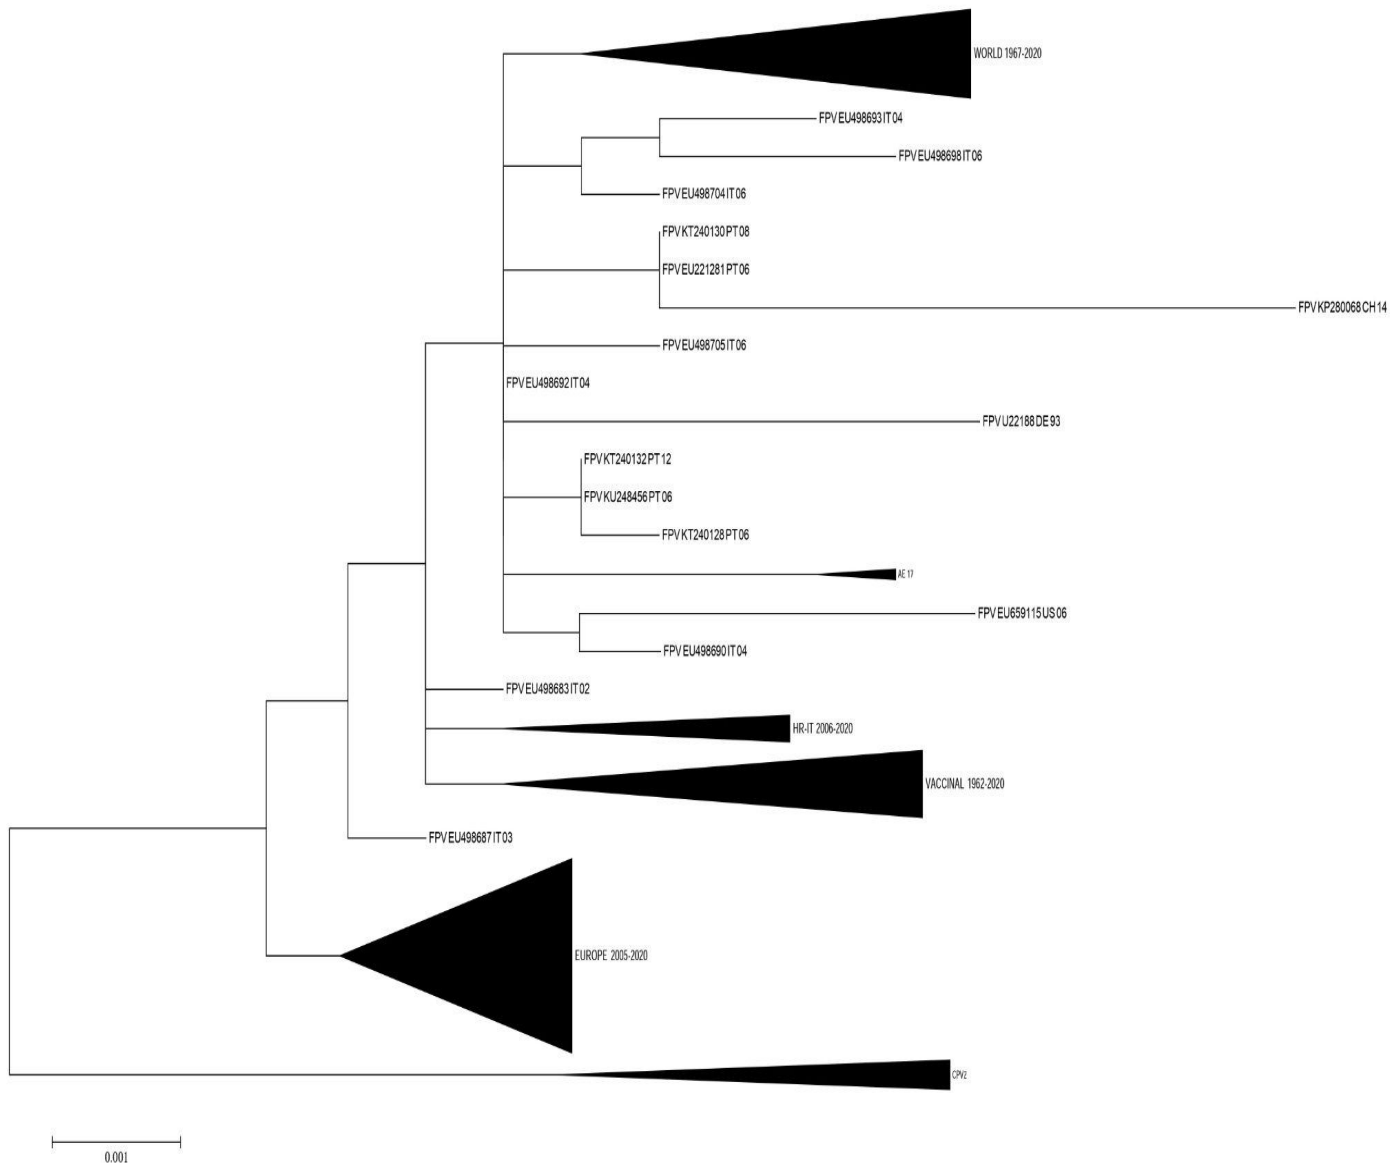 WORLD 1967-2020
FPV EU498693 IT 04
FPV EU498698 IT 06
FPV EU498704 IT 06
FPV KT240130 PT 08
FPV EU221281 PT 06
FPV KP280068 CH 14
FPV EU498705 IT 06
FPV EU498692 IT 04
FPV U22188 DE 93
FPV KT240132 PT 12
FPV KU248456 PT 06
FPV KT240128 PT 06
AE 17
FPV EU659115 US 06
FPV EU498690 IT 04
FPV EU498683 IT 02
HR-IT 2006-2020
VACCINAL 1962-2020
FPV EU498687 IT 03
EUROPE 2005-2020
CPV2
0.001